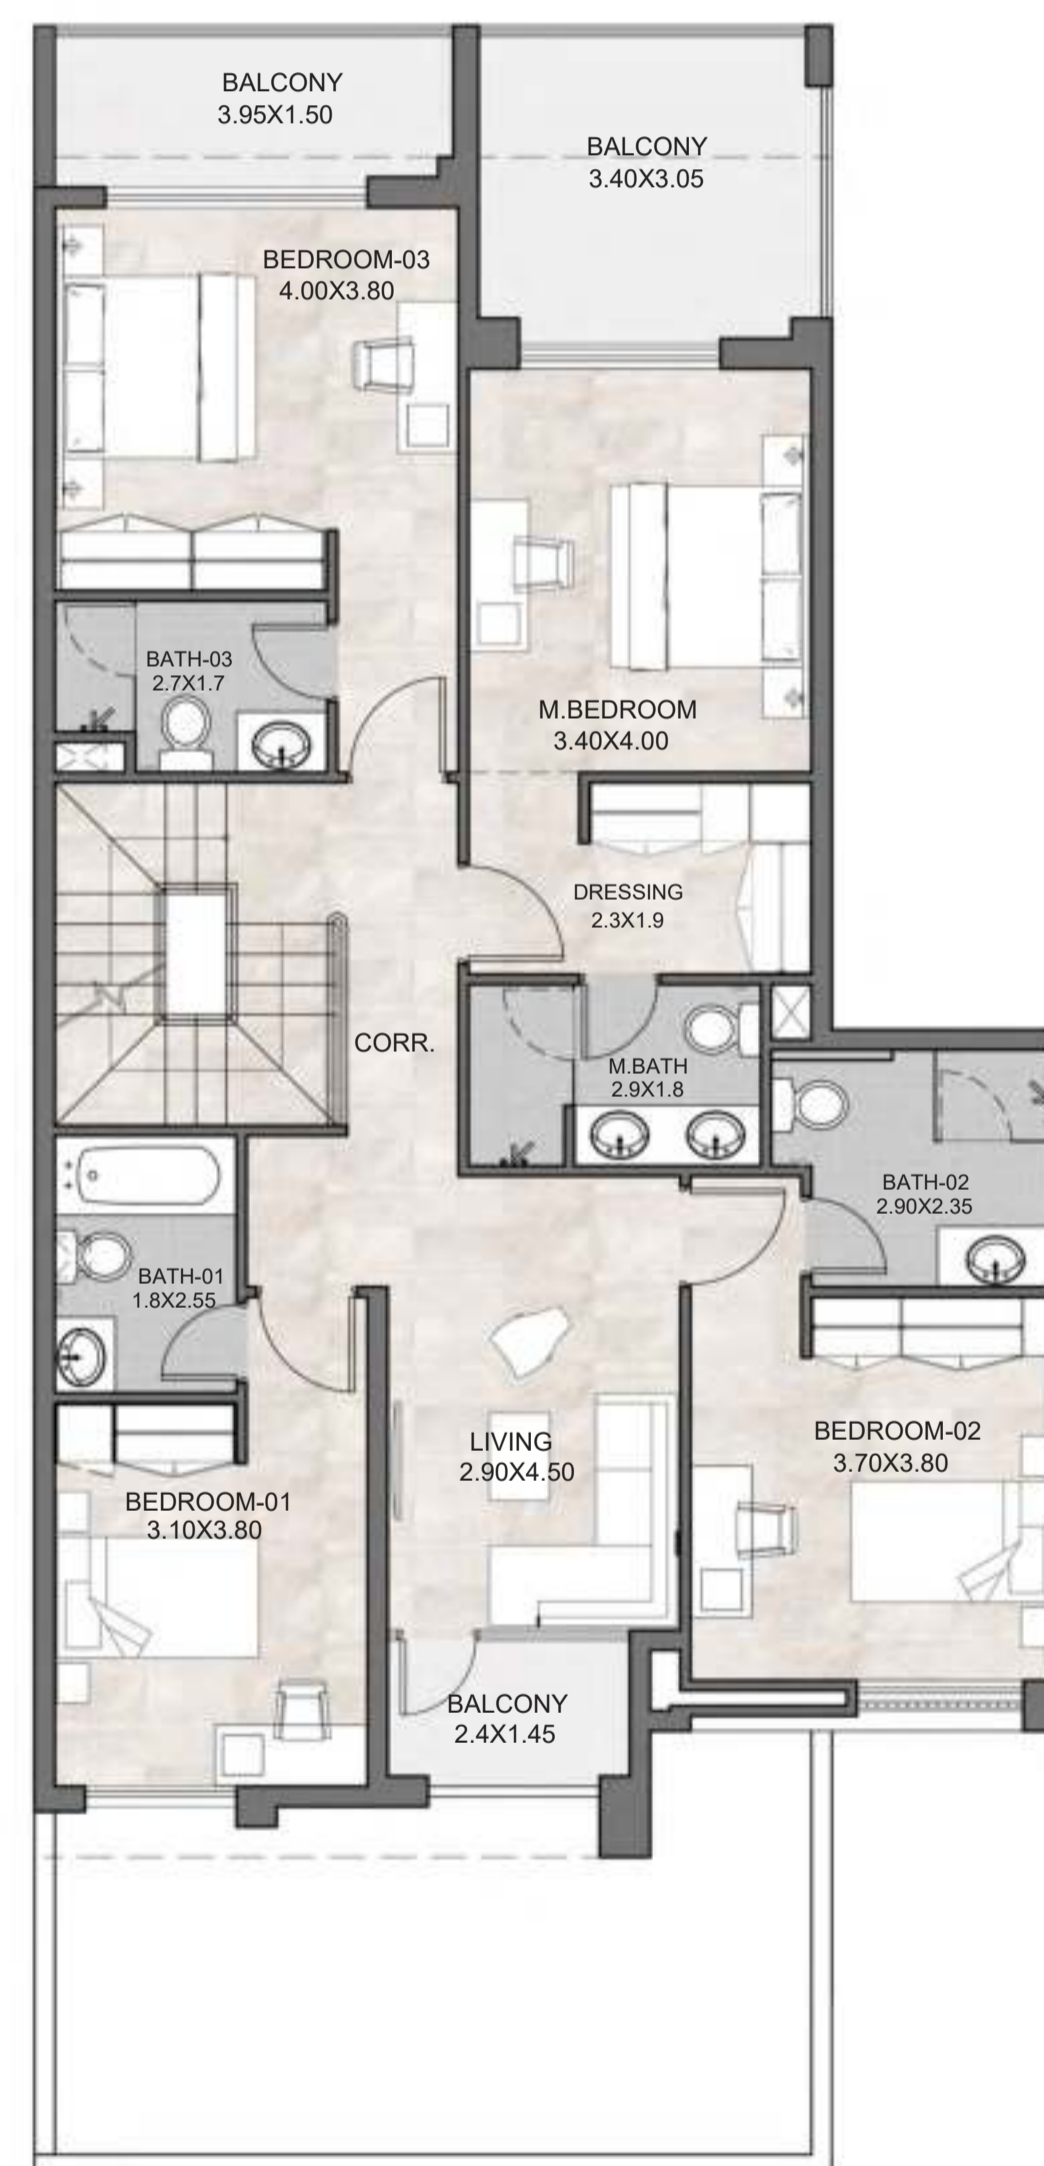 BALCONY
3.95X1.50
BALCONY
3.40X3.05
BEDROOM-03
4.00X3.80
BATH-03
2.7X1.7
M.BEDROOM
3.40X4.00
DRESSING
2.3X1.9
CORR.
M.BATH
2.9X1.8
BATH-02
2.90X2.35
BATH-01
1.8X2.55
LIVING
2.90X4.50
BEDROOM-02
3.70X3.80
BEDROOM-01
3.10X3.80
BALCONY
2.4X1.45